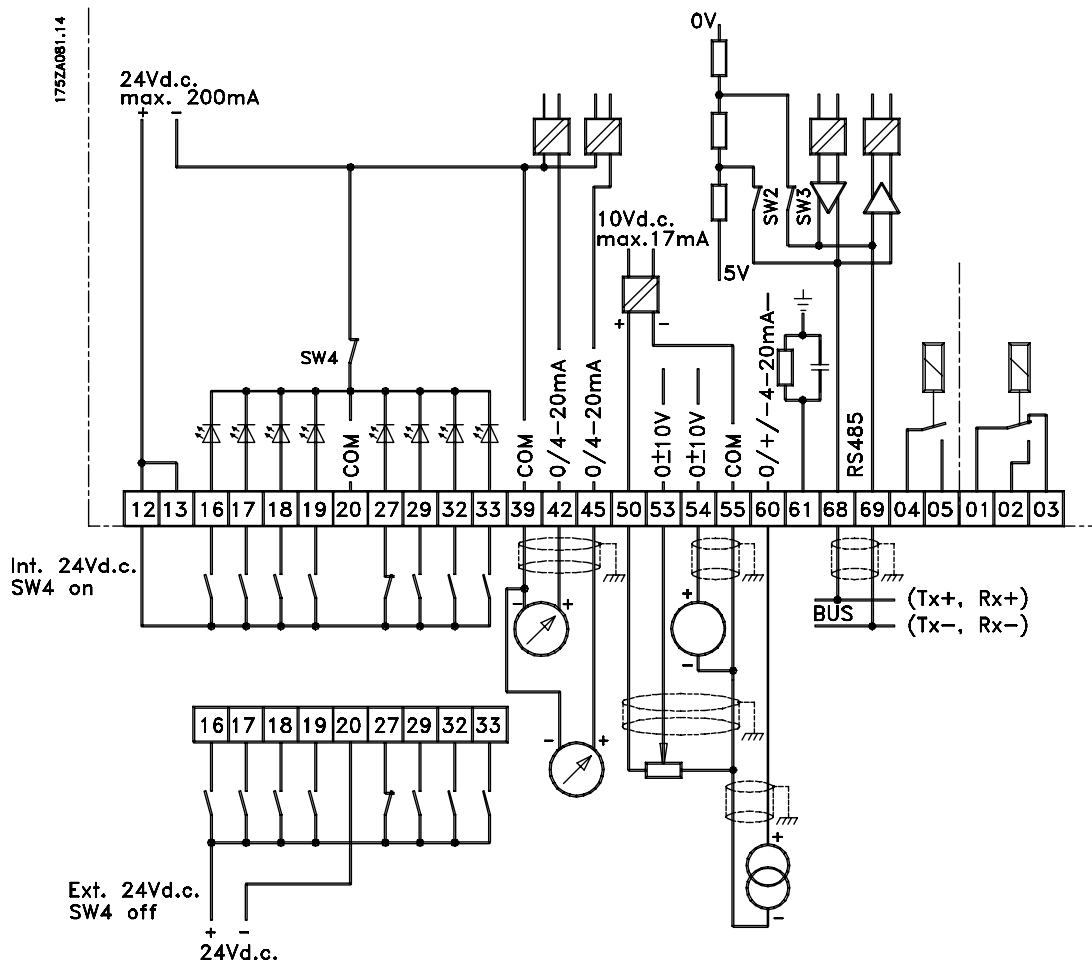 175ZA081.14
24Vd.c.
max. 200mA
+ -
0V
SW2
SW3
10Vd.c.
max.17mA
5V
+ -
SW4
COM
COM
0/4-20mA
0/4-20mA
0±10V
0±10V
COM
0/+/-4-20mA
RS485
12 13 16 17 18 19 20 27 29 32 33 39 42 45 50 53 54 55 60 61 68 69 04 05 01 02 03
Int. 24Vd.c.
SW4 on
- +
+
-
BUS
(Tx+, Rx+)
(Tx-, Rx-)
16 17 18 19 20 27 29 32 33
- +
+
-
Ext. 24Vd.c.
SW4 off
+ -
24Vd.c.